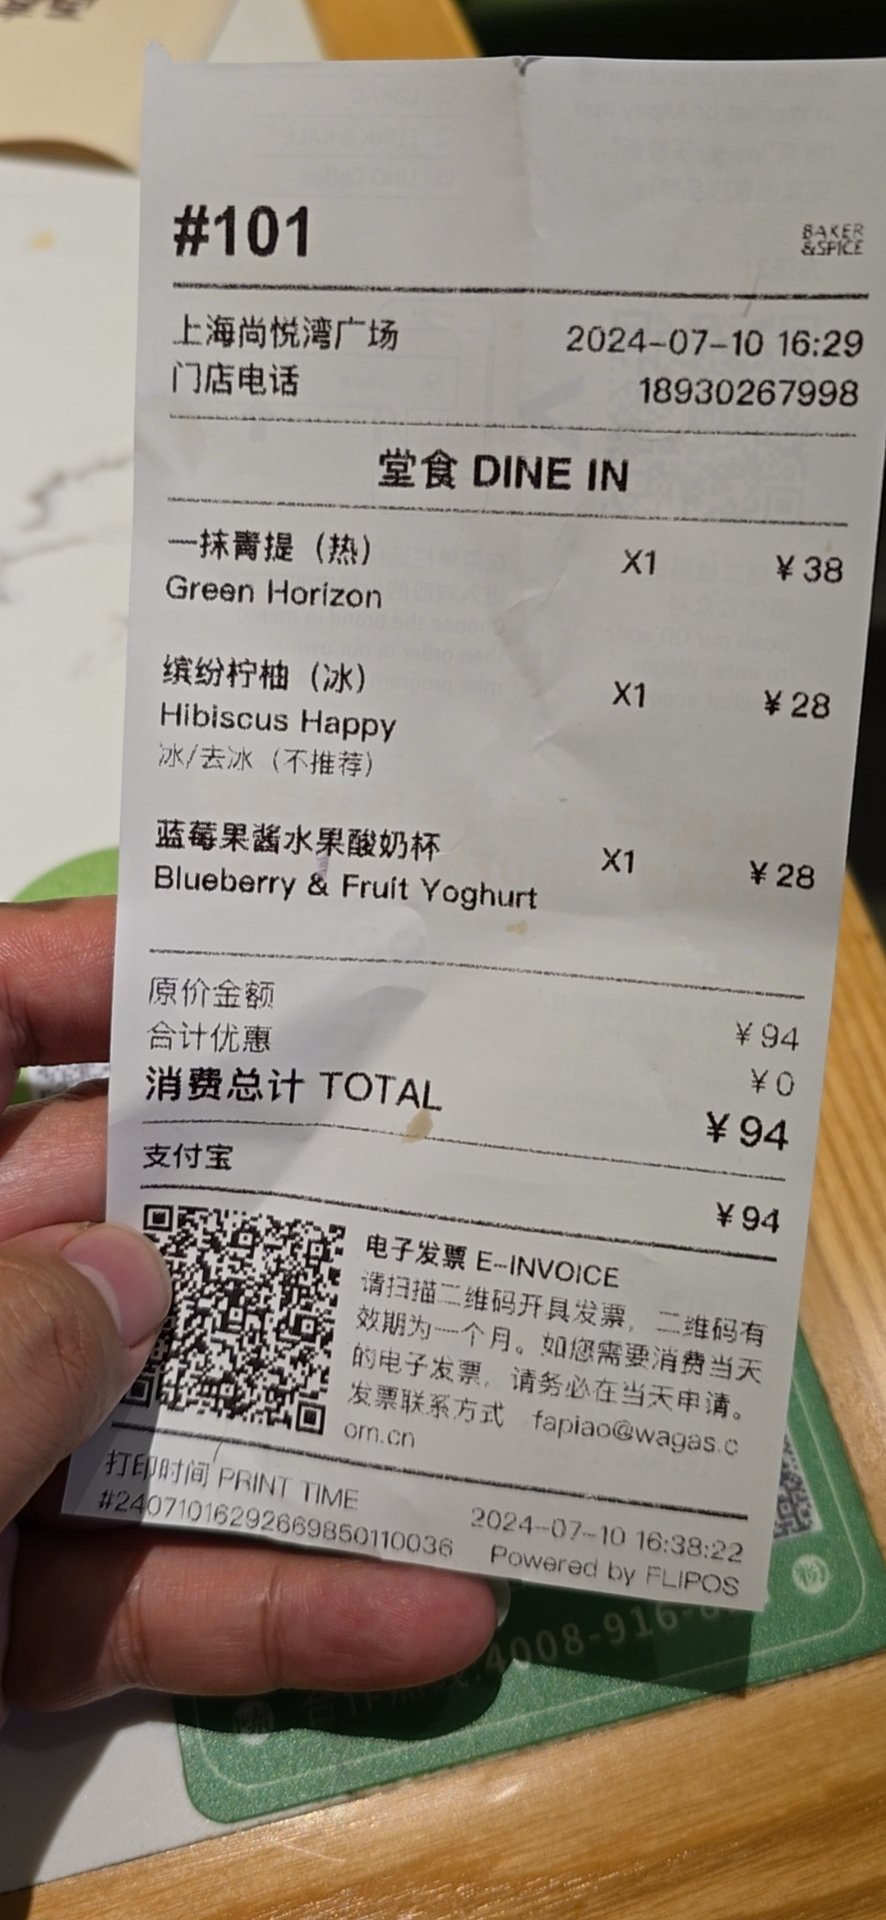 #101
BAKER
&SPICE
上海尚悦湾广场 2024-07-10 16:29
门店电话 18930267998
堂食 DINE IN
一抹青提（热） X1 ¥38
Green Horizon
缤纷柠柚（冰） X1 ¥28
Hibiscus Happy
冰/去冰（不推荐）
蓝莓果酱水果酸奶杯 X1 ¥28
Blueberry & Fruit Yoghurt
原价金额 ¥94
合计优惠 ¥0
消费总计 TOTAL ¥94
支付宝 ¥94
电子发票 E-INVOICE
请扫描二维码开具发票，二维码有
效期为一个月。如您需要消费当天
的电子发票，请务必在当天申请。
发票联系方式 fapiao@wagas.c
om.cn
打印时间 PRINT TIME 2024-07-10 16:38:22
#24071016292669850110036 Powered by FLIPOS
合作热线:4008-916-8